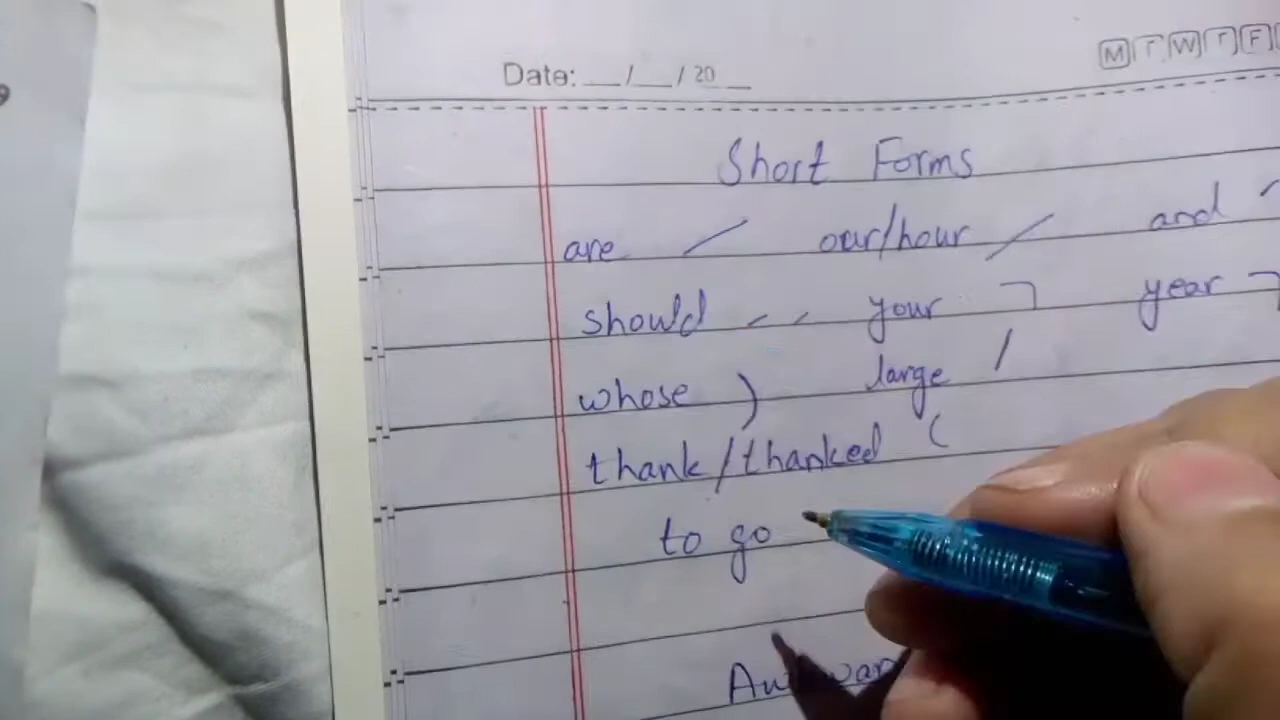 Date: __/__/20__ M T W T F
Short Forms
are our/hour and
should your year
whose large
thank/thanked
to go